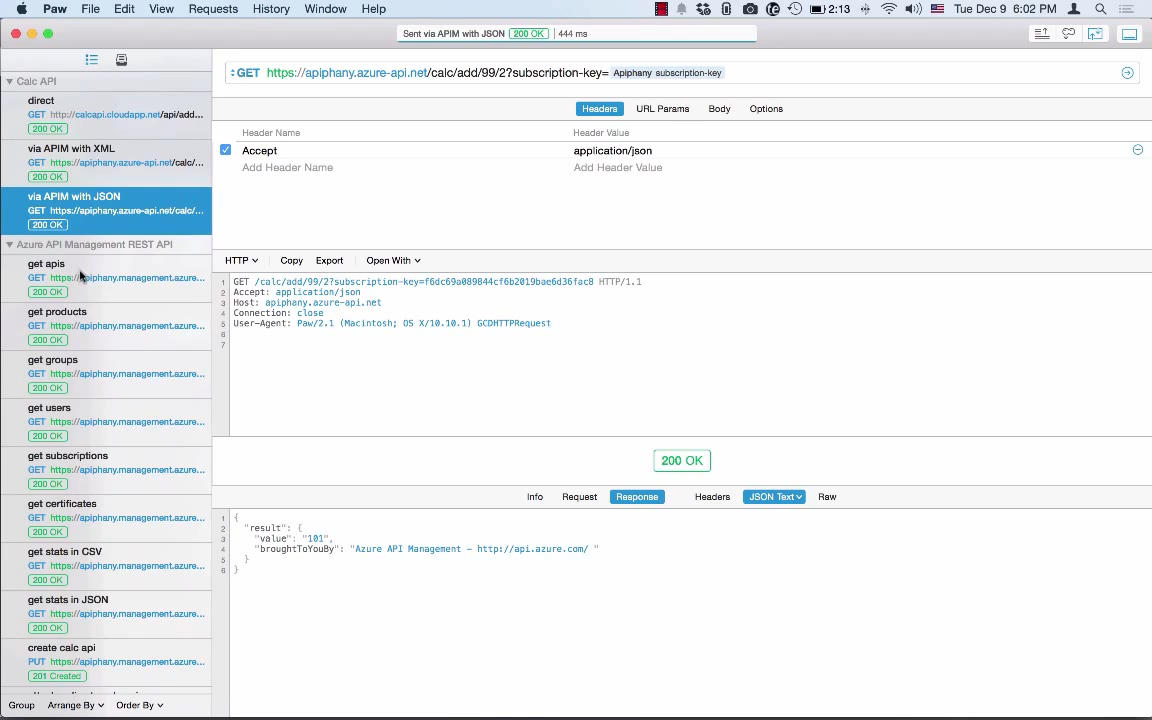 Paw File Edit View Requests History Window Help 2:13 Tue Dec 9 6:02 PM
Sent via APIM with JSON 200 OK 444 ms
Calc API
direct
GET http://calcapi.cloudapp.net/api/add...
200 OK
via APIM with XML
GET https://apiphany.azure-api.net/calc/...
200 OK
via APIM with JSON
GET https://apiphany.azure-api.net/calc/...
200 OK
Azure API Management REST API
get apis
GET https://apiphany.management.azure...
200 OK
get products
GET https://apiphany.management.azure...
200 OK
get groups
GET https://apiphany.management.azure...
200 OK
get users
GET https://apiphany.management.azure...
200 OK
get subscriptions
GET https://apiphany.management.azure...
200 OK
get certificates
GET https://apiphany.management.azure...
200 OK
get stats in CSV
GET https://apiphany.management.azure...
200 OK
get stats in JSON
GET https://apiphany.management.azure...
200 OK
create calc api
PUT https://apiphany.management.azure...
201 Created
Group Arrange By Order By
GET https://apiphany.azure-api.net/calc/add/99/2?subscription-key= Apiphany subscription-key
Headers URL Params Body Options
Header Name Header Value
Accept application/json
Add Header Name Add Header Value
HTTP Copy Export Open With
1 GET /calc/add/99/2?subscription-key=f6dc69a089844cf6b2019bae6d36fac8 HTTP/1.1
2 Accept: application/json
3 Host: apiphany.azure-api.net
4 Connection: close
5 User-Agent: Paw/2.1 (Macintosh; OS X/10.10.1) GCDHTTPRequest
6
7
200 OK
Info Request Response Headers JSON Text Raw
1 {
2 "result": {
3 "value": "101",
4 "broughtToYouBy": "Azure API Management - http://api.azure.com/ "
5 }
6 }